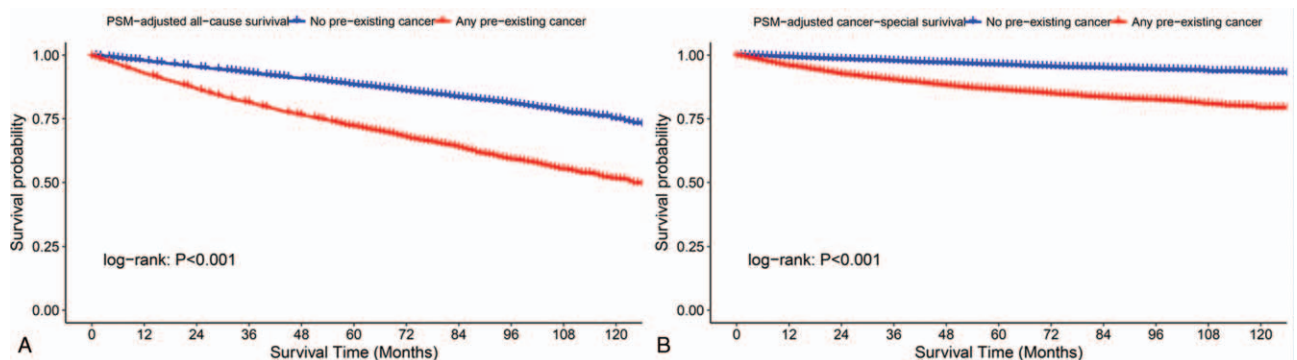 PSM-adjusted all-cause survival No pre-existing cancer Any pre-existing cancer
1.00
0.75
0.50
0.25
0.00
Survival probability
log-rank: P<0.001
0 12 24 36 48 60 72 84 96 108 120
Survival Time (Months)
A
PSM-adjusted cancer-special survival No pre-existing cancer Any pre-existing cancer
1.00
0.75
0.50
0.25
0.00
Survival probability
log-rank: P<0.001
0 12 24 36 48 60 72 84 96 108 120
Survival Time (Months)
B